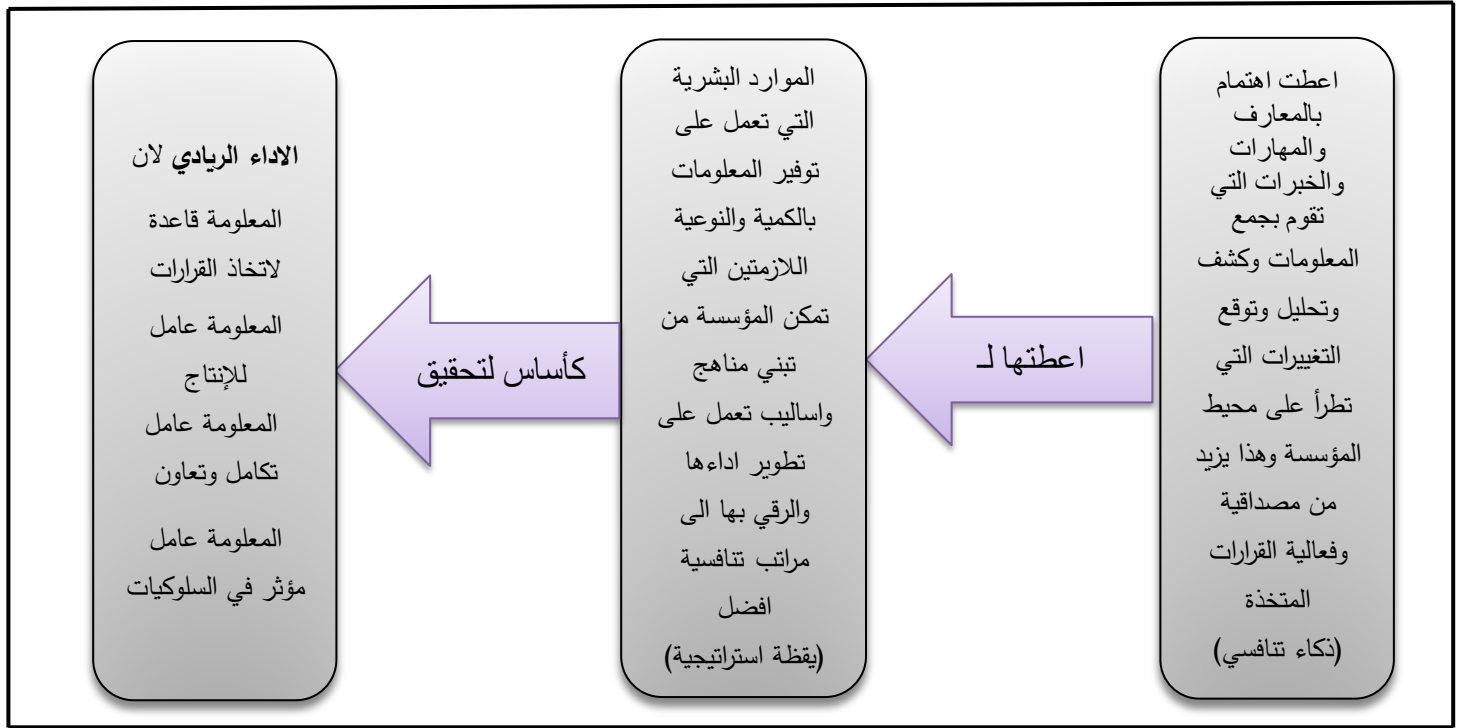 اعطت اهتمام
بالمعارف
والمهارات
والخبرات التي
تقوم بجمع
المعلومات وكشف
وتحليل وتوقع
التغييرات التي
تطرأ على محيط
المؤسسة وهذا يزيد
من مصداقية
وفعالية القرارات
المتخذة
(ذكاء تنافسي)
اعطتها لـ
الموارد البشرية
التي تعمل على
توفير المعلومات
بالكمية والنوعية
اللازمتين التي
تمكن المؤسسة من
تبني مناهج
واساليب تعمل على
تطوير اداءها
والرقي بها الى
مراتب تنافسية
افضل
(يقظة استراتيجية)
كأساس لتحقيق
الاداء الريادي لان
المعلومة قاعدة
لاتخاذ القرارات
المعلومة عامل
للإنتاج
المعلومة عامل
تكامل وتعاون
المعلومة عامل
مؤثر في السلوكيات